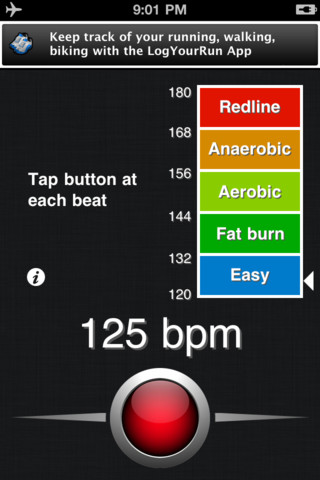 9:01 PM
Keep track of your running, walking,
biking with the LogYourRun App
180
Redline
168
Anaerobic
156
Tap button at
each beat
Aerobic
144
Fat burn
132
i
Easy
120
125 bpm